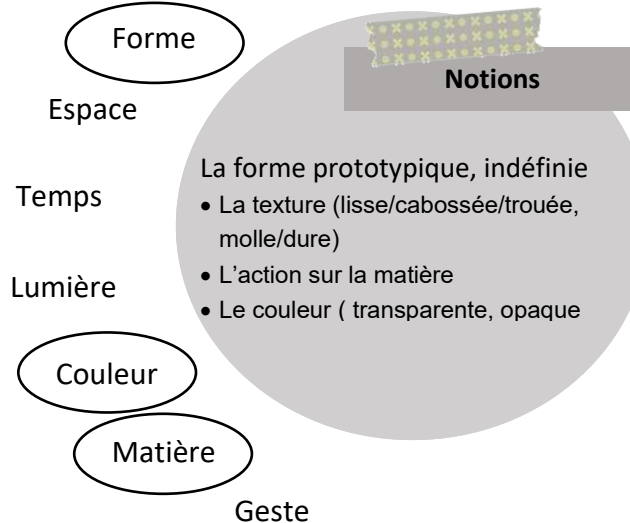 Forme
Espace
Temps
Lumière
Couleur
Matière
Geste
Notions
La forme prototypique, indéfinie
• La texture (lisse/cabossée/trouée,
molle/dure)
• L’action sur la matière
• Le couleur ( transparente, opaque